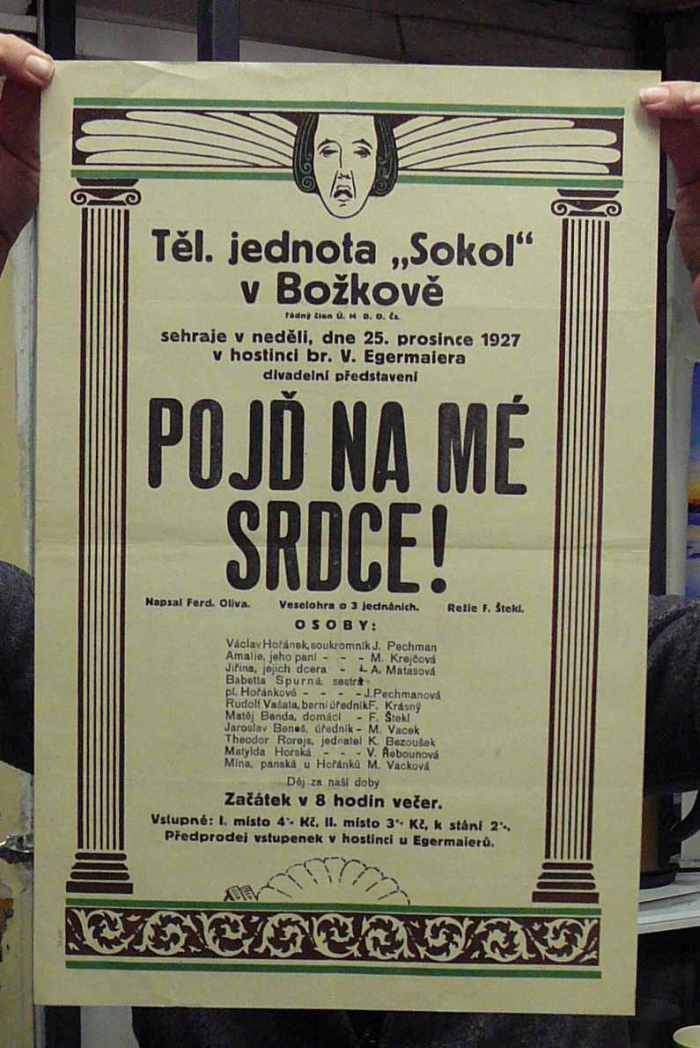 Těl. jednota „Sokol“
v Božkově
řádný člen Ú. M. D. O. Čs.
sehraje v neděli, dne 25. prosince 1927
v hostinci br. V. Egermaiera
divadelní představení
POJĎ NA MÉ
SRDCE!
Napsal Ferd. Oliva. Veselohra o 3 jednáních. Režie F. Štekl.
OSOBY:
Václav Hořánek, soukromník J. Pechman
Amalie, jeho paní - - - M. Krejčová
Jiřina, jejich dcera - - A. Matasová
Babetta Spurná, sestra
pí. Hořánkové - - - - J. Pechmanová
Rudolf Vašata, berní úředník F. Krásný
Matěj Benda, domácí - F. Štekl
Jaroslav Beneš, úředník - M. Vacek
Theodor Rorejs, jednatel K. Bezoušek
Matylda Horská - - - V. Řebounová
Mina, panská u Hořánků M. Vacková
Děj za naší doby
Začátek v 8 hodin večer.
Vstupné: I. místo 4·- Kč, II. místo 3·- Kč, k stání 2·-.
Předprodej vstupenek v hostinci u Egermaierů.